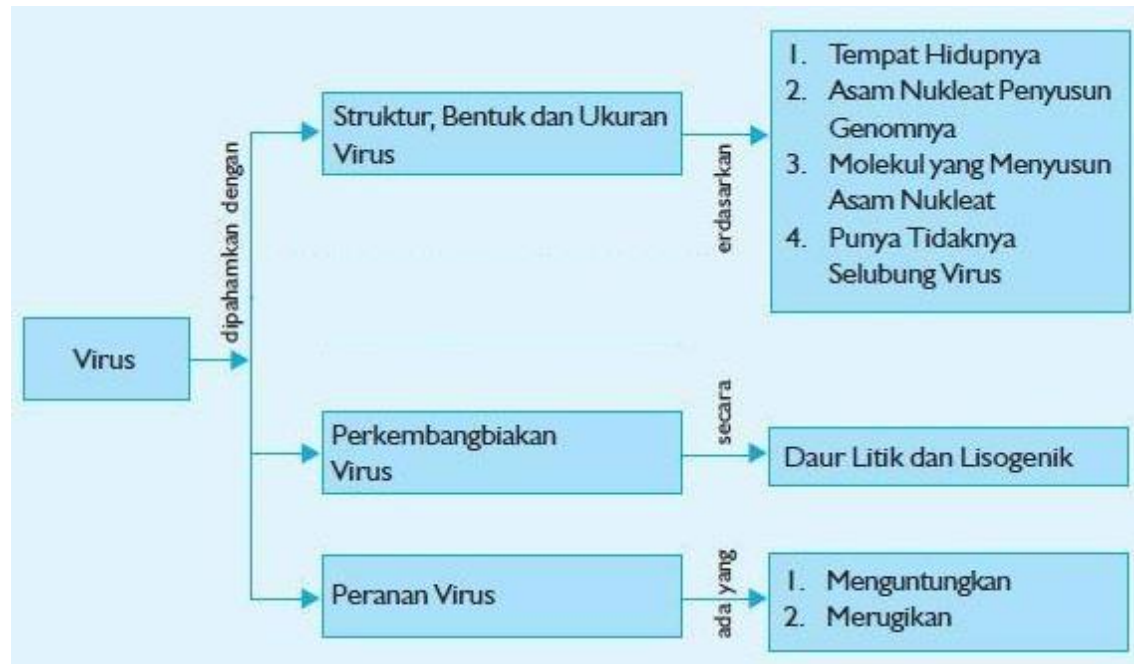 Virus
dipahamkan dengan
Struktur, Bentuk dan Ukuran
Virus
erdasarkan
1. Tempat Hidupnya
2. Asam Nukleat Penyusun
Genomnya
3. Molekul yang Menyusun
Asam Nukleat
4. Punya Tidaknya
Selubung Virus
Perkembangbiakan
Virus
secara
Daur Litik dan Lisogenik
Peranan Virus
ada yang
1. Menguntungkan
2. Merugikan